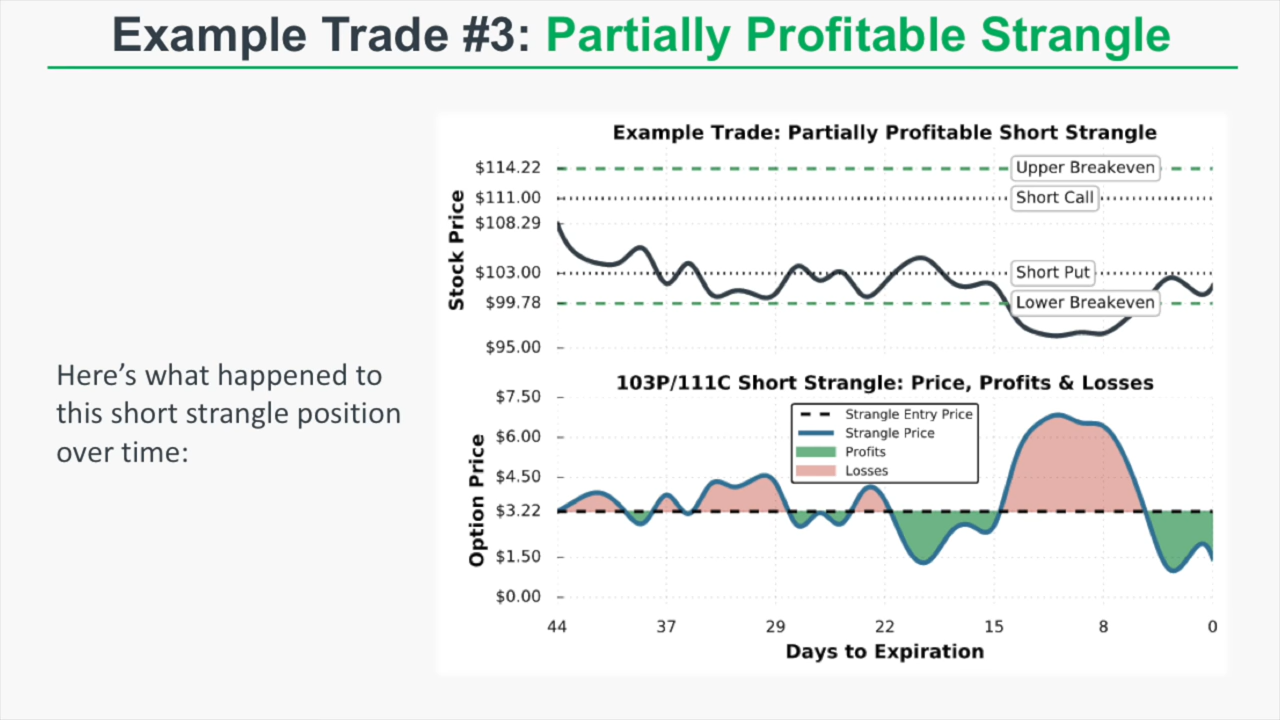 Example Trade #3: Partially Profitable Strangle
Here’s what happened to
this short strangle position
over time:
Example Trade: Partially Profitable Short Strangle
Stock Price
$114.22
$111.00
$108.29
$103.00
$99.78
$95.00
Upper Breakeven
Short Call
Short Put
Lower Breakeven
103P/111C Short Strangle: Price, Profits & Losses
Option Price
$7.50
$6.00
$4.50
$3.22
$1.50
$0.00
Strangle Entry Price
Strangle Price
Profits
Losses
44 37 29 22 15 8 0
Days to Expiration